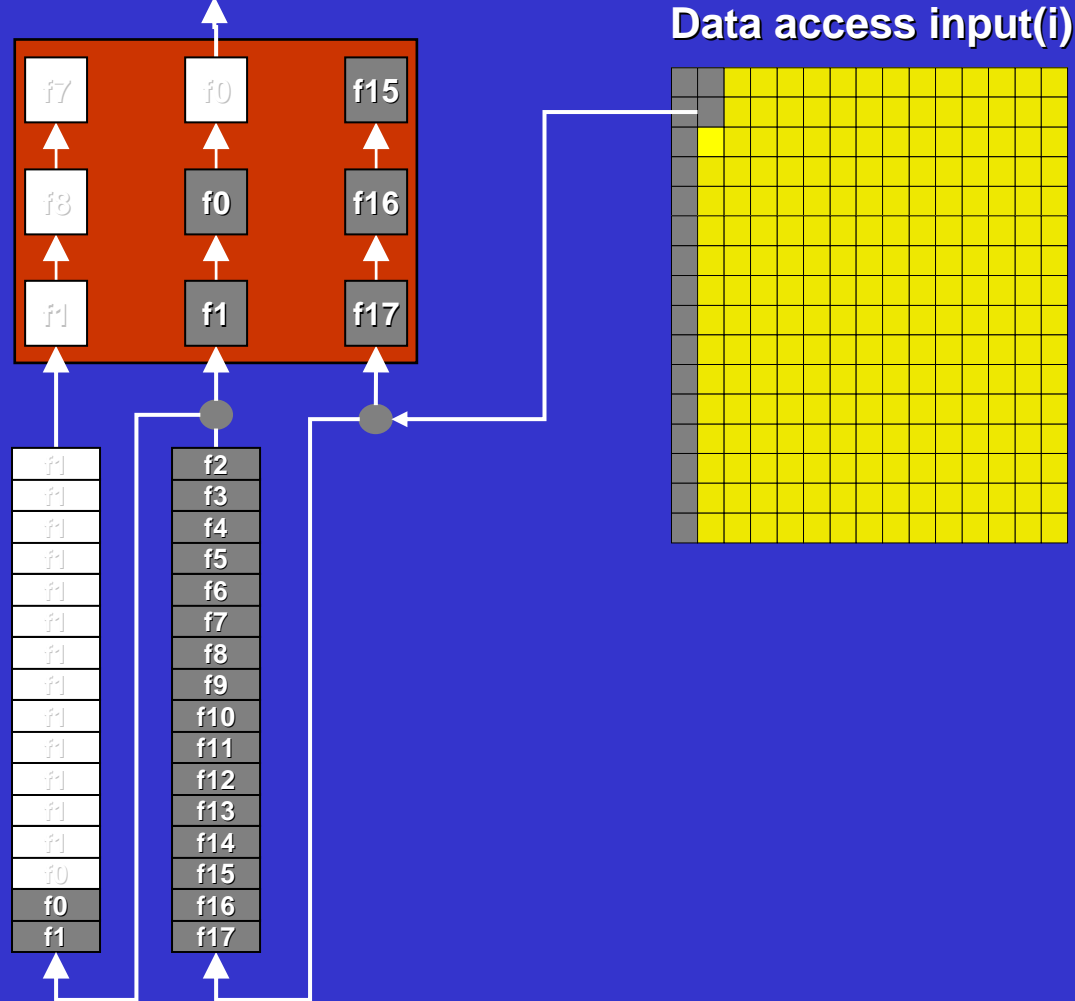 Data access input(i)
f7 f0 f15
f8 f0 f16
f1 f1 f17
f1 f2
f1 f3
f1 f4
f1 f5
f1 f6
f1 f7
f1 f8
f1 f9
f1 f10
f1 f11
f1 f12
f1 f13
f1 f14
f0 f15
f0 f16
f1 f17